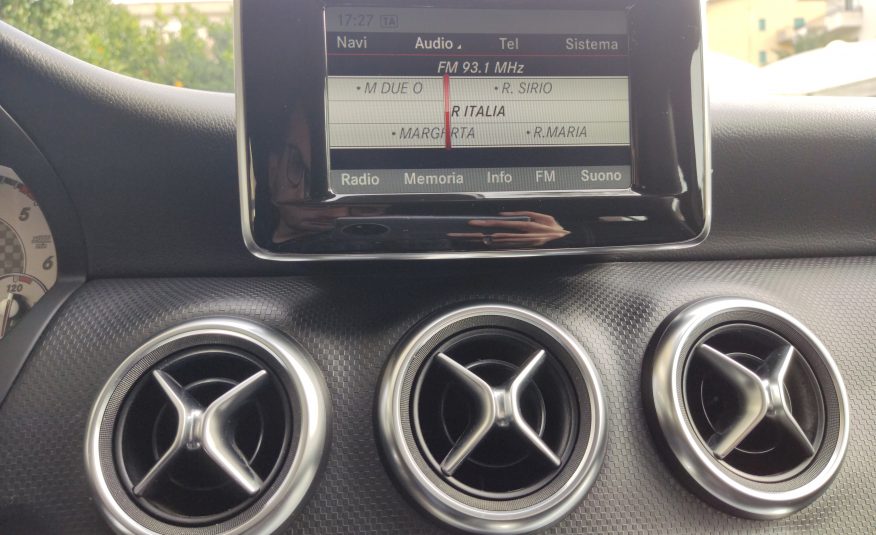 17:27 TA
Navi Audio Tel Sistema
FM 93.1 MHz
• M DUE O • R. SIRIO
R ITALIA
• MARGERTA • R.MARIA
Radio Memoria Info FM Suono
5
6
120